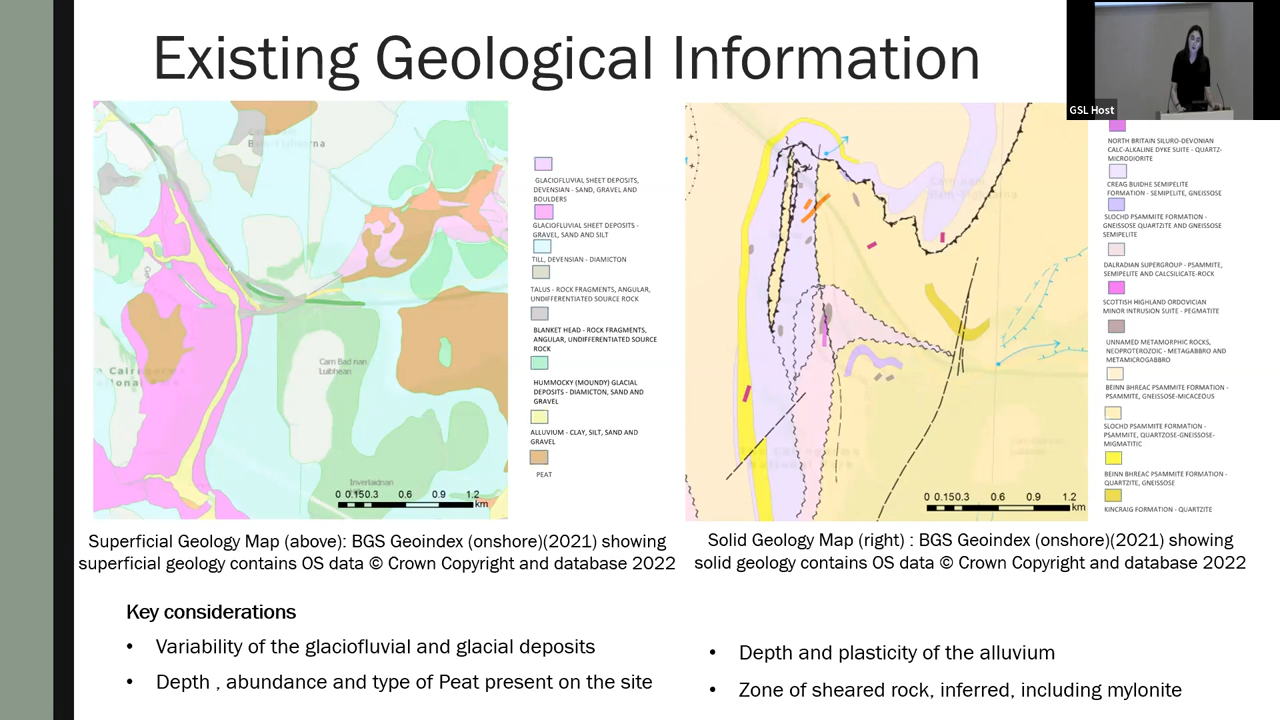 Existing Geological Information
GSL Host
GLACIOFLUVIAL SHEET DEPOSITS,
DEVENSIAN - SAND, GRAVEL AND
BOULDERS
GLACIOFLUVIAL SHEET DEPOSITS -
GRAVEL, SAND AND SILT
TILL, DEVENSIAN - DIAMICTON
TALUS - ROCK FRAGMENTS, ANGULAR,
UNDIFFERENTIATED SOURCE ROCK
BLANKET HEAD - ROCK FRAGMENTS,
ANGULAR, UNDIFFERENTIATED SOURCE
ROCK
HUMMOCKY (MOUNDY) GLACIAL
DEPOSITS - DIAMICTON, SAND AND
GRAVEL
ALLUVIUM - CLAY, SILT, SAND AND
GRAVEL
PEAT
Carn Bad nan
Luibhean
Inverlaidnan
0 0.15 0.3 0.6 0.9 1.2
km
NORTH BRITAIN SILURO-DEVONIAN
CALC-ALKALINE DYKE SUITE - QUARTZ-
MICRODIORITE
CREAG BUIDHE SEMIPELITE
FORMATION - SEMIPELITE, GNEISSOSE
SLOCHD PSAMMITE FORMATION -
GNEISSOSE QUARTZITE AND GNEISSOSE
SEMIPELITE
DALRADIAN SUPERGROUP - PSAMMITE,
SEMIPELITE AND CALCSILICATE-ROCK
SCOTTISH HIGHLAND ORDOVICIAN
MINOR INTRUSION SUITE - PEGMATITE
UNNAMED METAMORPHIC ROCKS,
NEOPROTEROZOIC - METAGABBRO AND
METAMICROGABBRO
BEINN BHREAC PSAMMITE FORMATION -
PSAMMITE, GNEISSOSE-MICACEOUS
SLOCHD PSAMMITE FORMATION -
PSAMMITE, QUARTZOSE-GNEISSOSE-
MIGMATITIC
BEINN BHREAC PSAMMITE FORMATION -
QUARTZITE, GNEISSOSE
KINCRAIG FORMATION - QUARTZITE
0 0.15 0.3 0.6 0.9 1.2
km
Superficial Geology Map (above): BGS Geoindex (onshore)(2021) showing
superficial geology contains OS data © Crown Copyright and database 2022
Solid Geology Map (right) : BGS Geoindex (onshore)(2021) showing
solid geology contains OS data © Crown Copyright and database 2022
Key considerations
• Variability of the glaciofluvial and glacial deposits
• Depth , abundance and type of Peat present on the site
• Depth and plasticity of the alluvium
• Zone of sheared rock, inferred, including mylonite